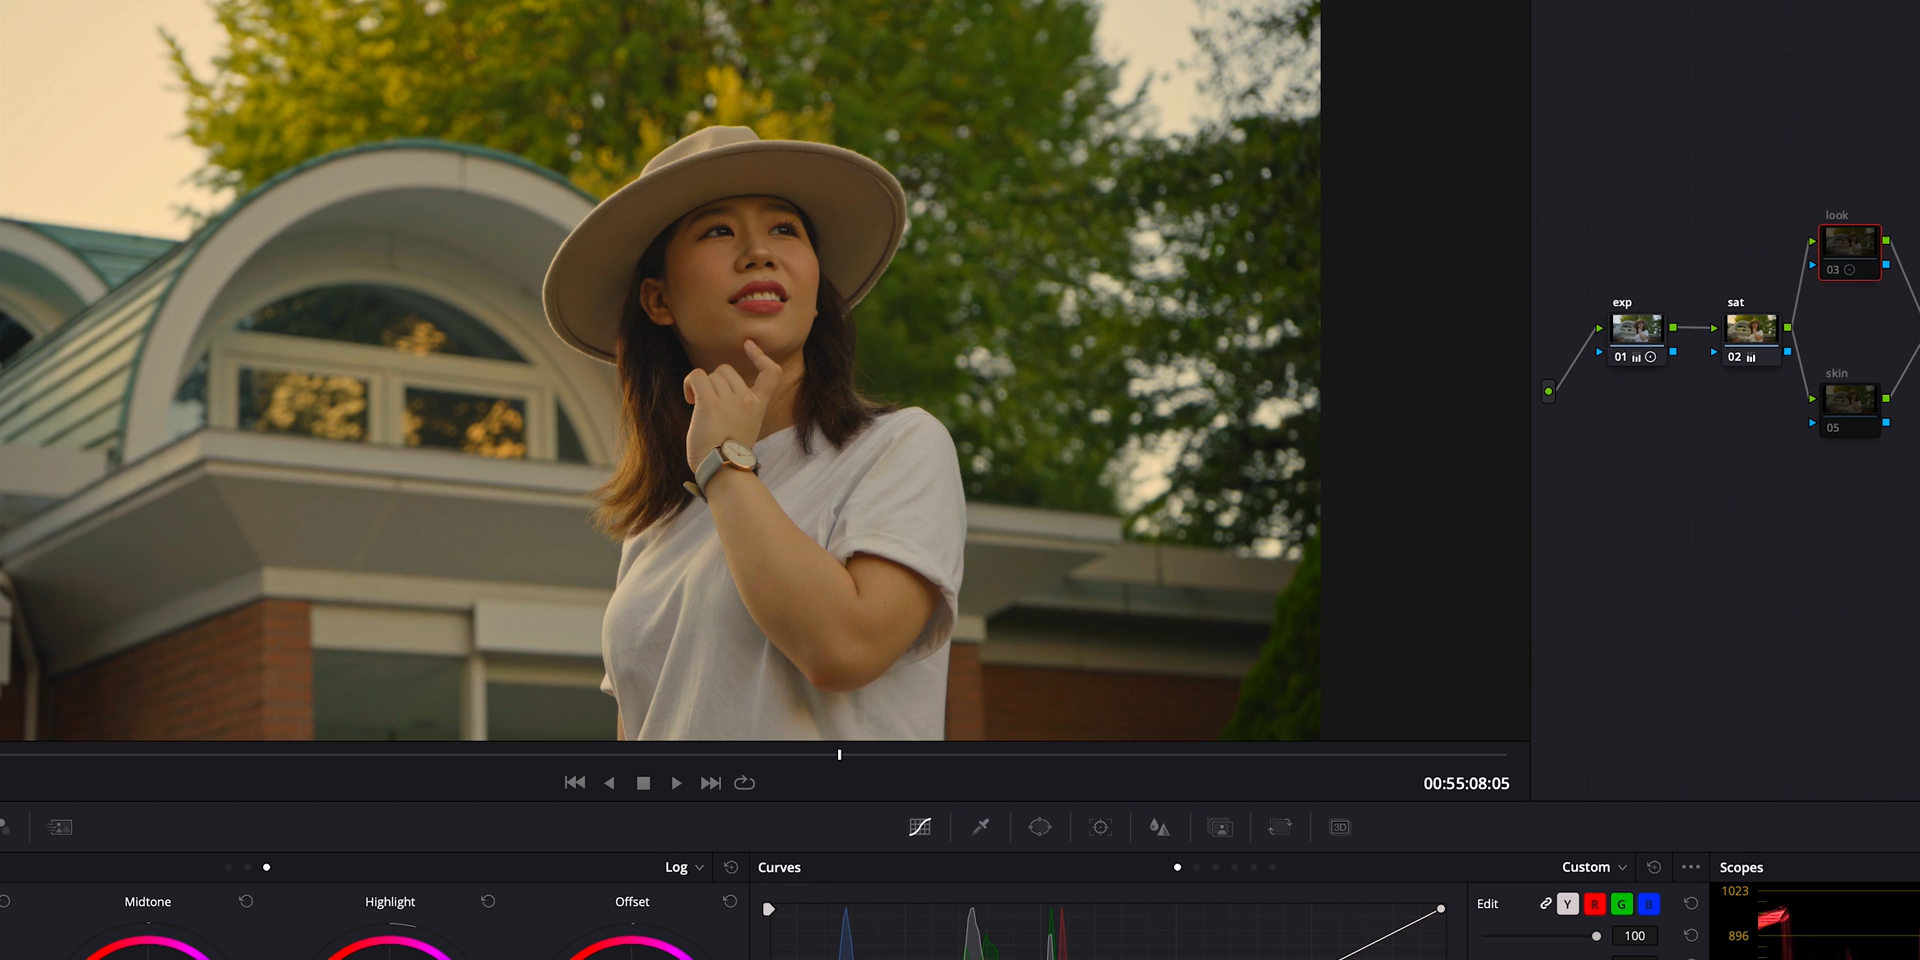 look
03
exp
sat
01
02
skin
05
00:55:08:05
3D
Log
Curves
Custom
Scopes
Midtone
Highlight
Offset
Edit
Y
R
G
B
100
1023
896